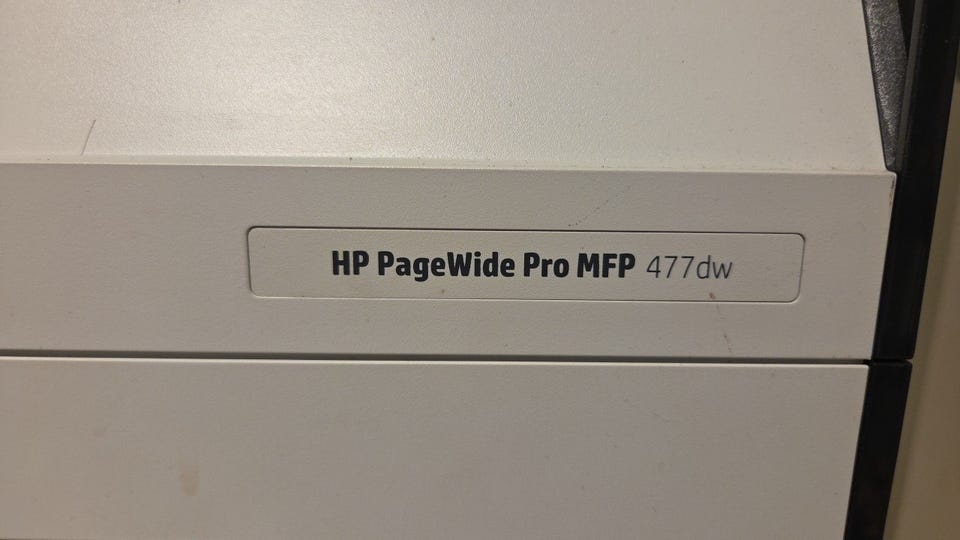 HP PageWide Pro MFP 477dw